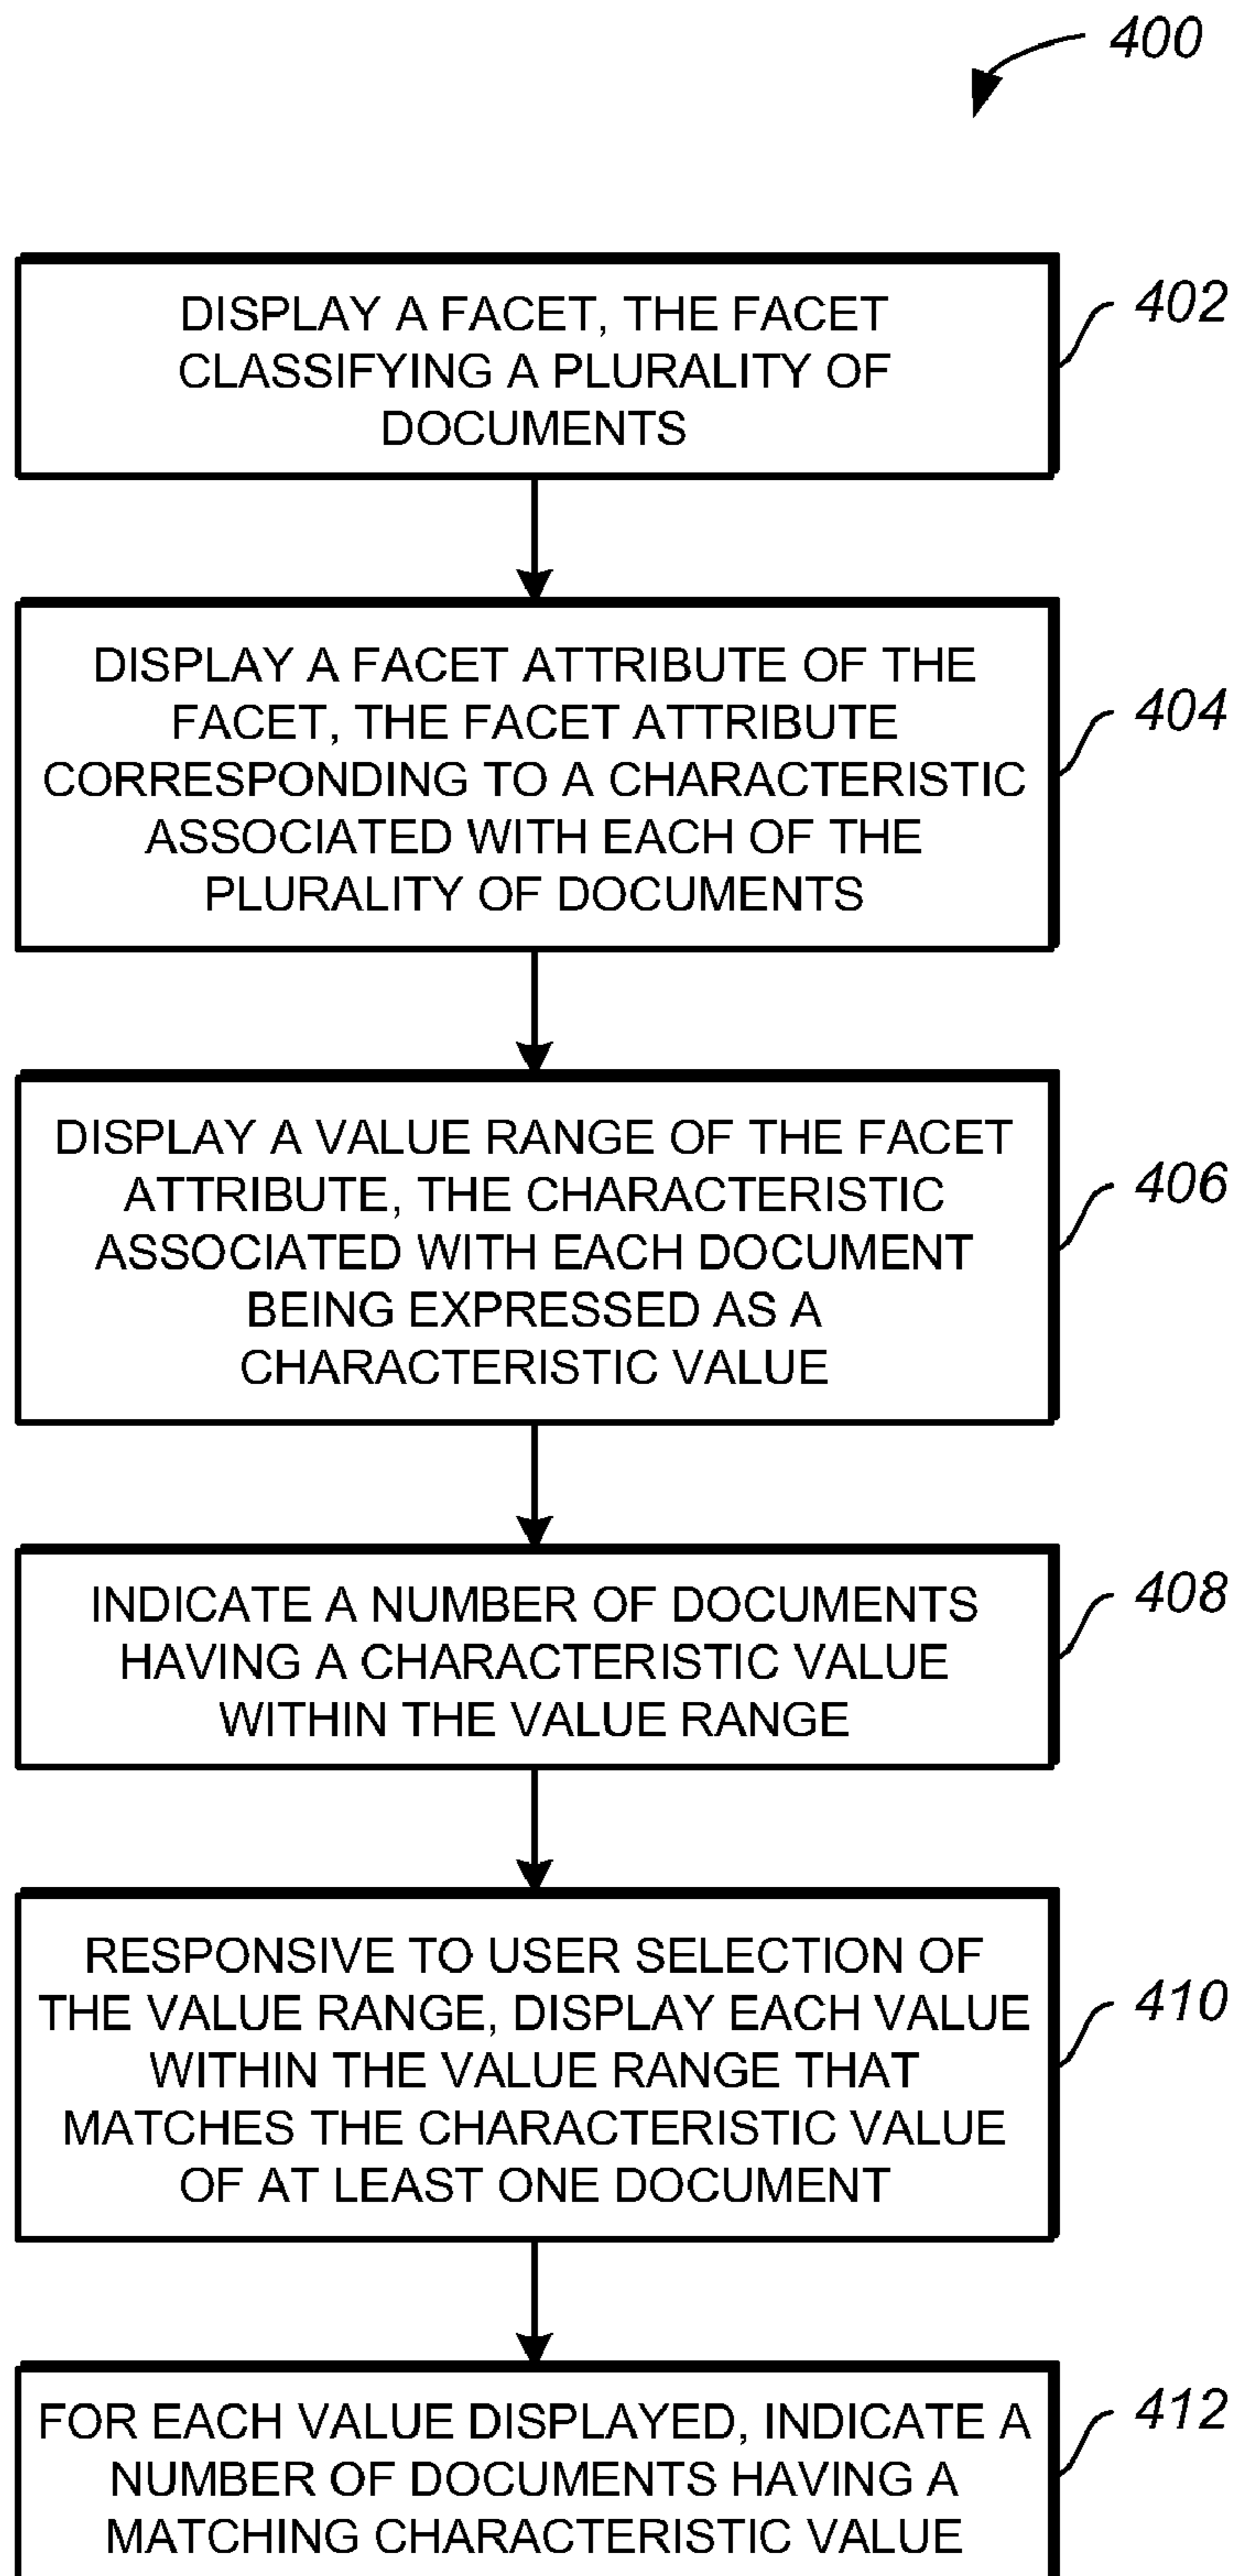 400
DISPLAY A FACET, THE FACET
CLASSIFYING A PLURALITY OF
DOCUMENTS
402
DISPLAY A FACET ATTRIBUTE OF THE
FACET, THE FACET ATTRIBUTE
CORRESPONDING TO A CHARACTERISTIC
ASSOCIATED WITH EACH OF THE
PLURALITY OF DOCUMENTS
404
DISPLAY A VALUE RANGE OF THE FACET
ATTRIBUTE, THE CHARACTERISTIC
ASSOCIATED WITH EACH DOCUMENT
BEING EXPRESSED AS A
CHARACTERISTIC VALUE
406
INDICATE A NUMBER OF DOCUMENTS
HAVING A CHARACTERISTIC VALUE
WITHIN THE VALUE RANGE
408
RESPONSIVE TO USER SELECTION OF
THE VALUE RANGE, DISPLAY EACH VALUE
WITHIN THE VALUE RANGE THAT
MATCHES THE CHARACTERISTIC VALUE
OF AT LEAST ONE DOCUMENT
410
FOR EACH VALUE DISPLAYED, INDICATE A
NUMBER OF DOCUMENTS HAVING A
MATCHING CHARACTERISTIC VALUE
412